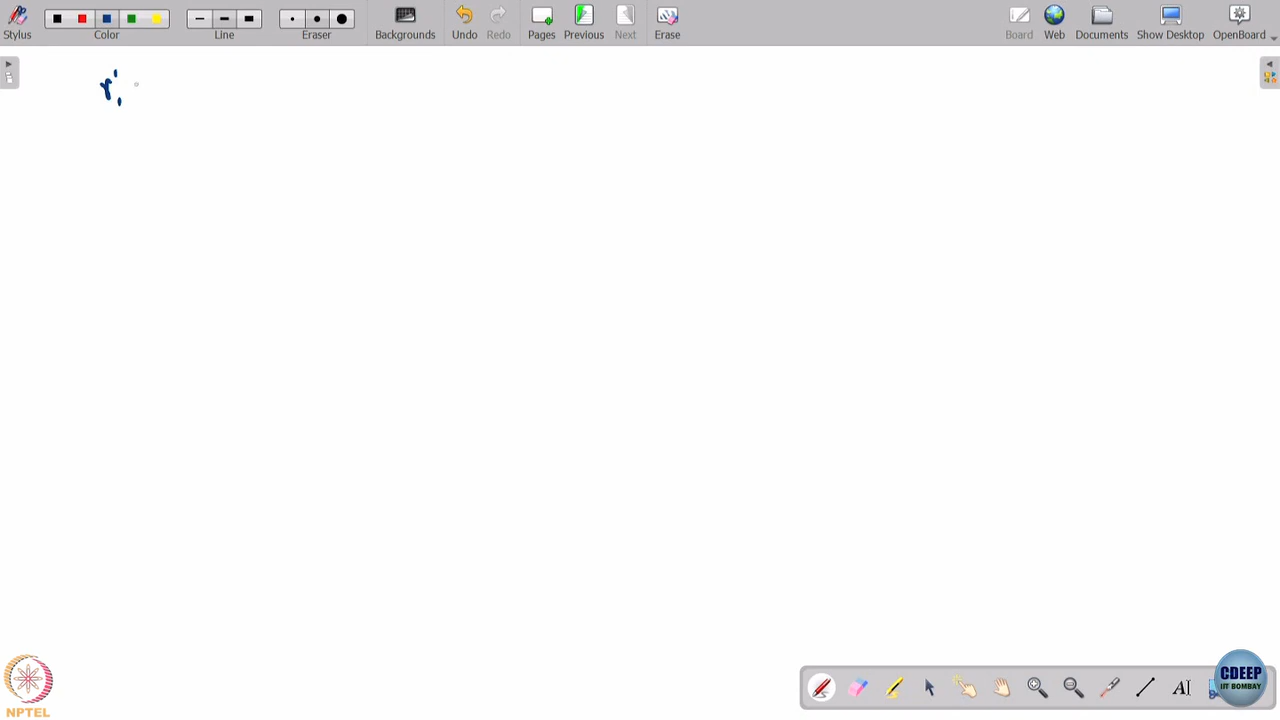 Stylus Color Line Eraser Backgrounds Undo Redo Pages Previous Next Erase Board Web Documents Show Desktop OpenBoard
r'
NPTEL
CDEEP
IIT BOMBAY